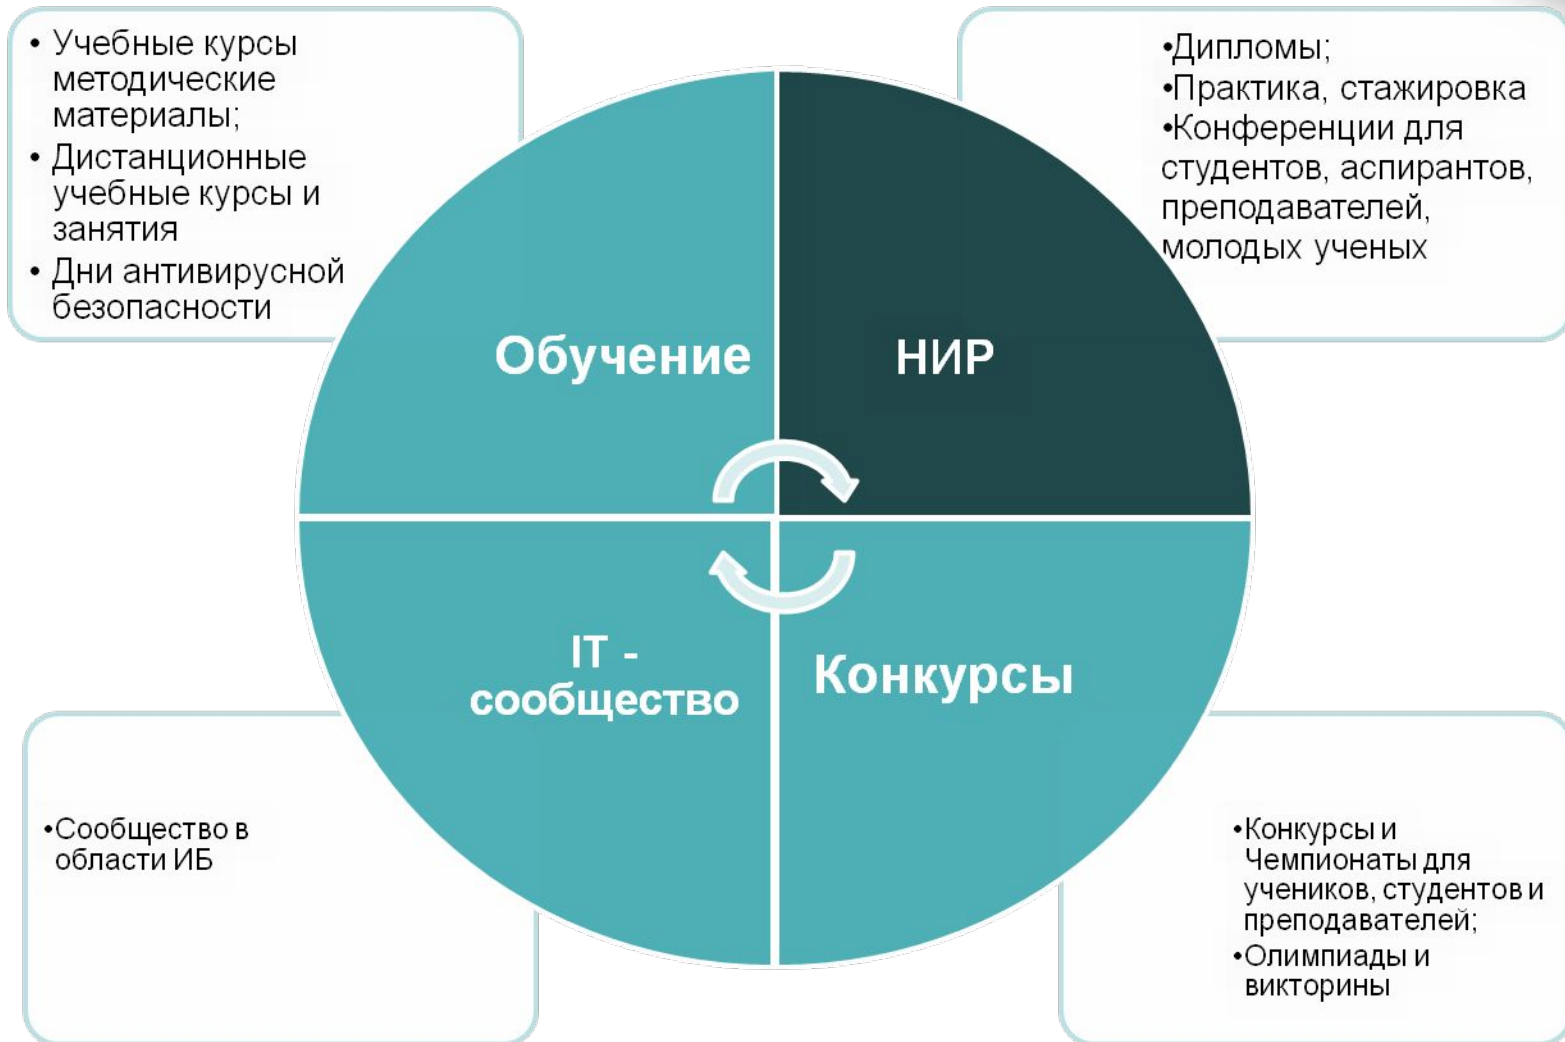 • Учебные курсы
методические
материалы;
• Дистанционные
учебные курсы и
занятия
• Дни антивирусной
безопасности
•Дипломы;
•Практика, стажировка
•Конференции для
студентов, аспирантов,
преподавателей,
молодых ученых
Обучение
НИР
IT -
сообщество
Конкурсы
•Сообщество в
области ИБ
•Конкурсы и
Чемпионаты для
учеников, студентов и
преподавателей;
•Олимпиады и
викторины